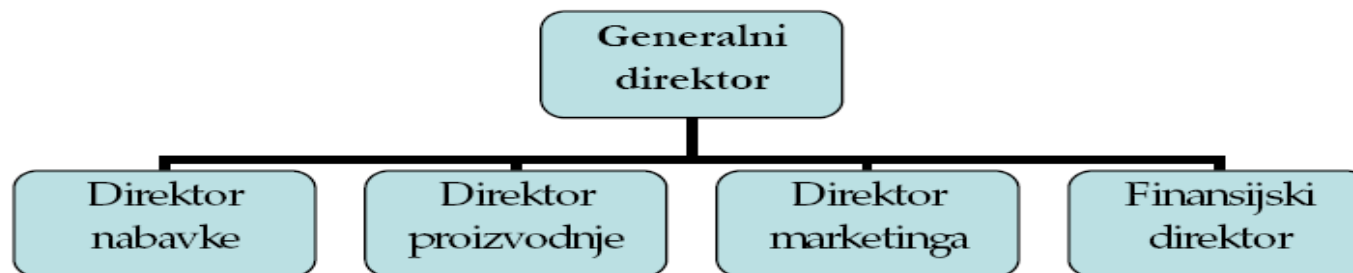 Generalni
direktor
Direktor
nabavke
Direktor
proizvodnje
Direktor
marketinga
Finansijski
direktor